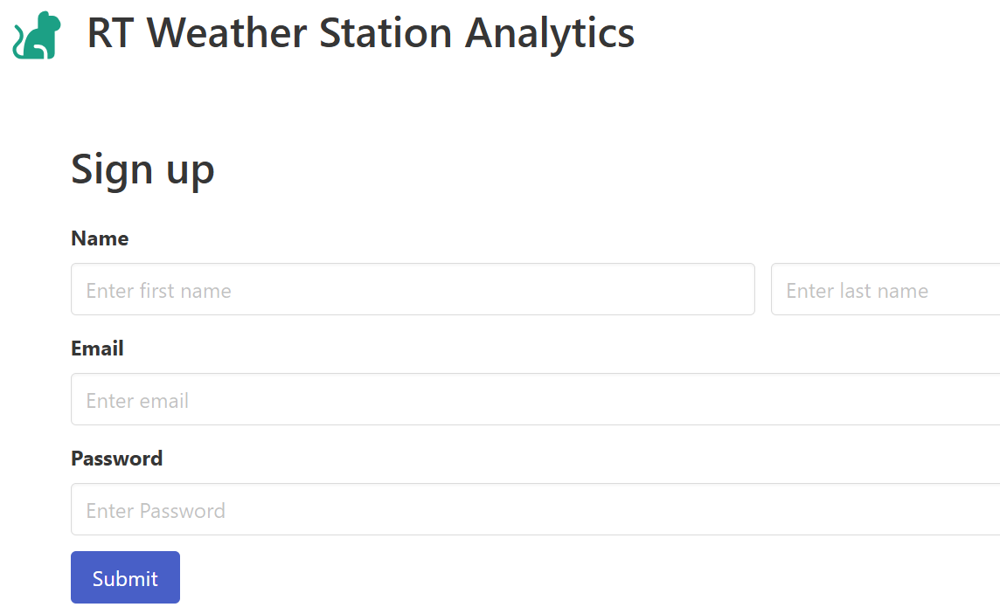 RT Weather Station Analytics
Sign up
Name
Enter first name
Enter last name
Email
Enter email
Password
Enter Password
Submit